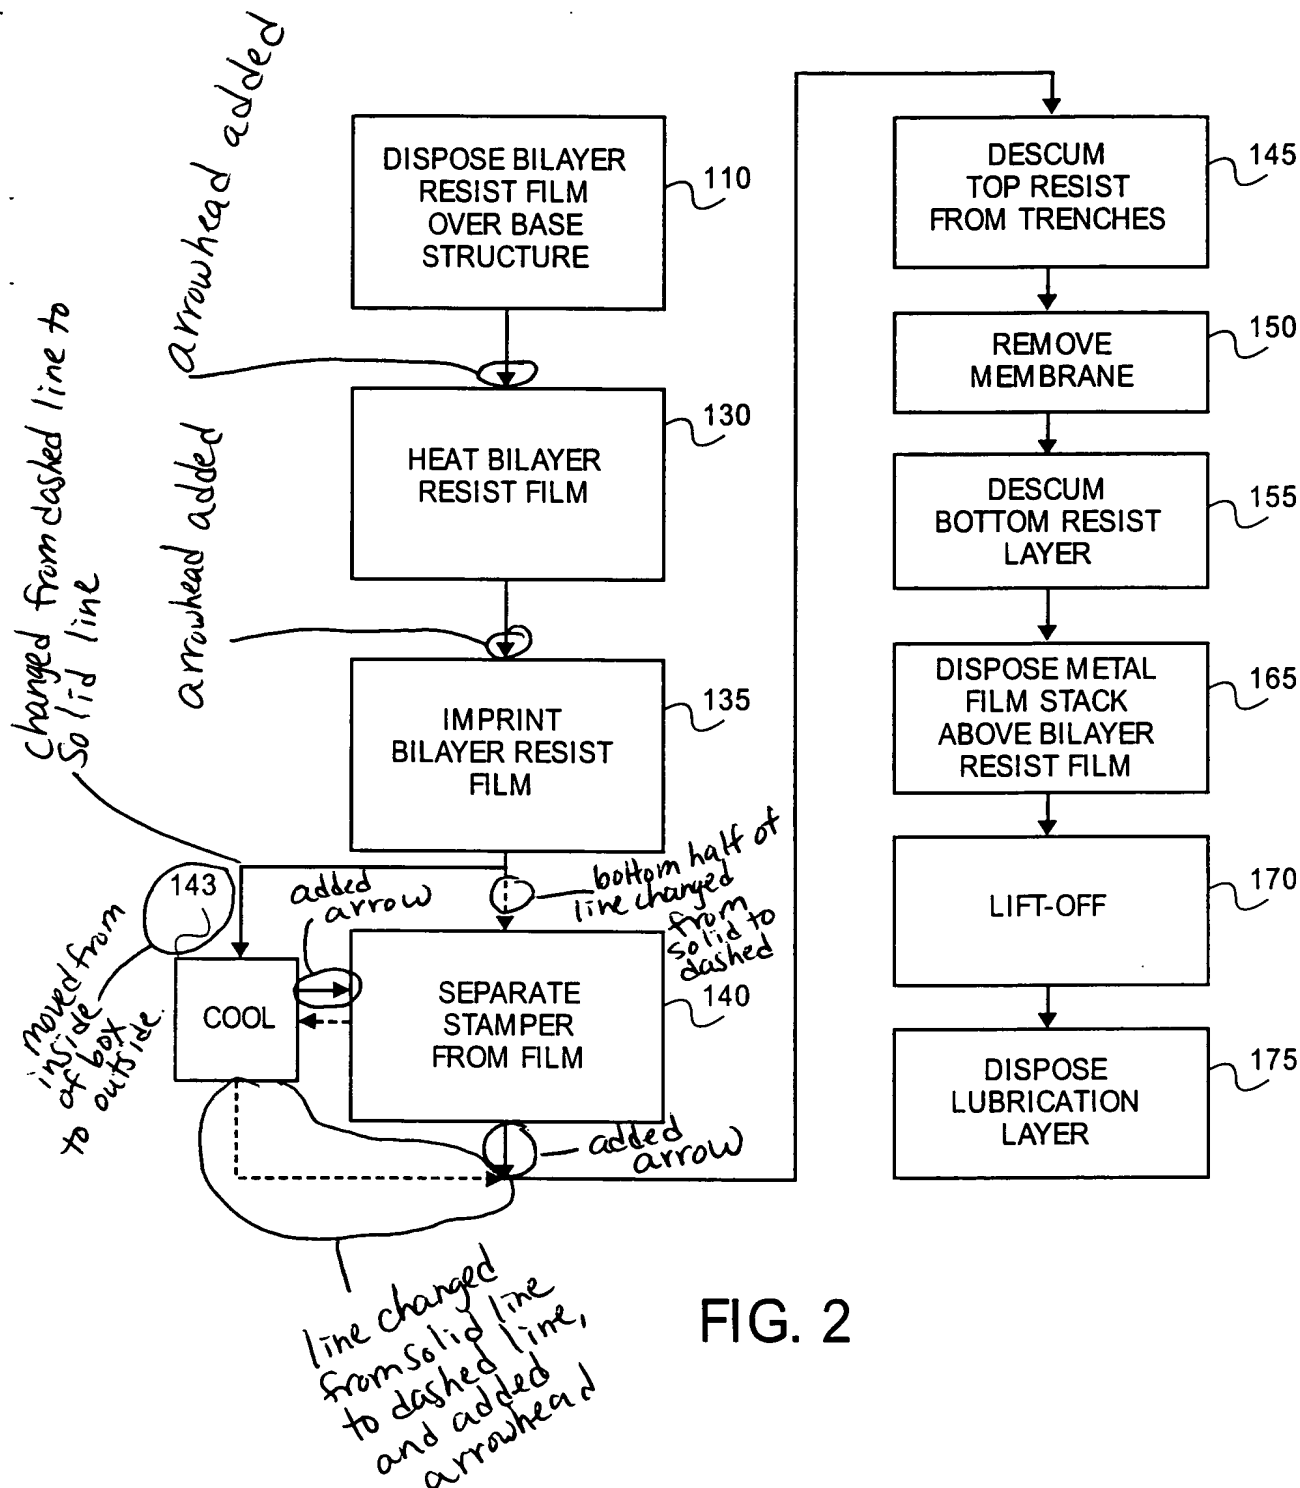 arrowhead added
DISPOSE BILAYER
RESIST FILM
OVER BASE
STRUCTURE
110
arrowhead added
HEAT BILAYER
RESIST FILM
130
changed from dashed line to
solid line
IMPRINT
BILAYER RESIST
FILM
135
143
added
arrow
bottom half of
line changed
from
solid to
dashed
moved from
inside
of box
to outside.
COOL
SEPARATE
STAMPER
FROM FILM
140
added
arrow
line changed
from solid line
to dashed line,
and added
arrowhead
DESCUM
TOP RESIST
FROM TRENCHES
145
REMOVE
MEMBRANE
150
DESCUM
BOTTOM RESIST
LAYER
155
DISPOSE METAL
FILM STACK
ABOVE BILAYER
RESIST FILM
165
LIFT-OFF
170
DISPOSE
LUBRICATION
LAYER
175
FIG. 2